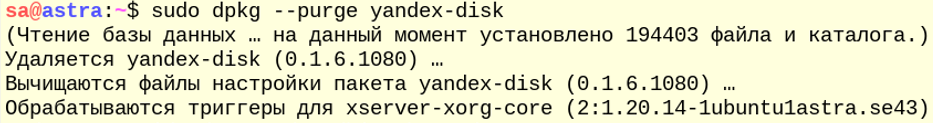 sa@astra:~$ sudo dpkg --purge yandex-disk
(Чтение базы данных … на данный момент установлено 194403 файла и каталога.)
Удаляется yandex-disk (0.1.6.1080) …
Вычищаются файлы настройки пакета yandex-disk (0.1.6.1080) …
Обрабатываются триггеры для xserver-xorg-core (2:1.20.14-1ubuntu1astra.se43)